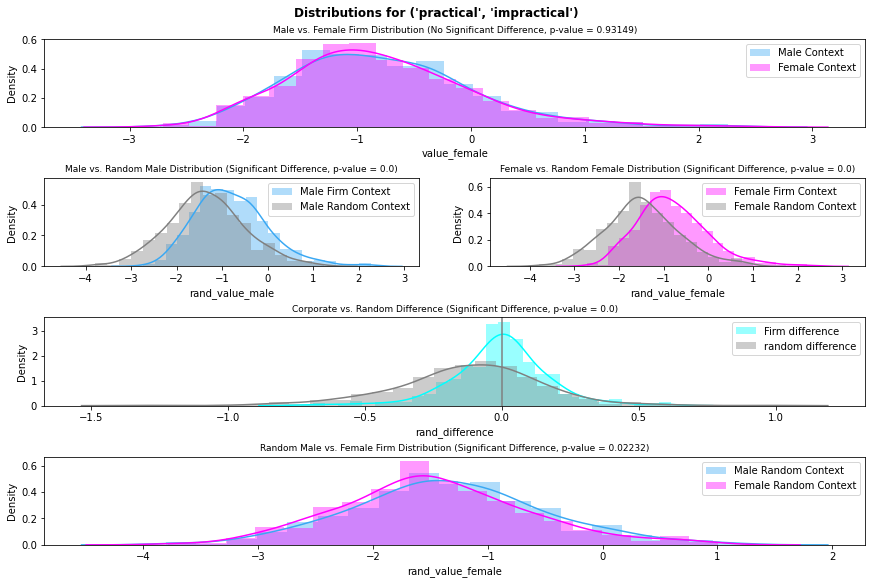 Distributions for ('practical', 'impractical')
Male vs. Female Firm Distribution (No Significant Difference, p-value = 0.93149)
0.6
0.4
0.2
0.0
Density
Male Context
Female Context
−3 −2 −1 0 1 2 3
value_female
Male vs. Random Male Distribution (Significant Difference, p-value = 0.0)
0.4
0.2
0.0
Density
Male Firm Context
Male Random Context
−4 −3 −2 −1 0 1 2 3
rand_value_male
Female vs. Random Female Distribution (Significant Difference, p-value = 0.0)
0.6
0.4
0.2
0.0
Density
Female Firm Context
Female Random Context
−4 −3 −2 −1 0 1 2 3
rand_value_female
Corporate vs. Random Difference (Significant Difference, p-value = 0.0)
3
2
1
0
Density
Firm difference
random difference
−1.5 −1.0 −0.5 0.0 0.5 1.0
rand_difference
Random Male vs. Female Firm Distribution (Significant Difference, p-value = 0.02232)
0.6
0.4
0.2
0.0
Density
Male Random Context
Female Random Context
−4 −3 −2 −1 0 1 2
rand_value_female